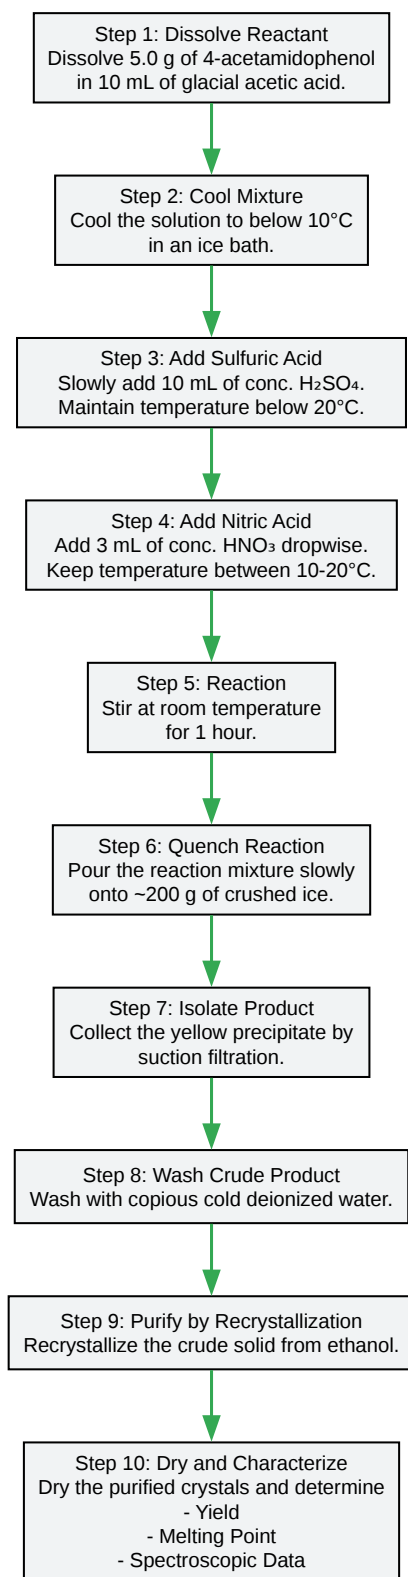 Step 1: Dissolve Reactant
Dissolve 5.0 g of 4-acetamidophenol
in 10 mL of glacial acetic acid.
Step 2: Cool Mixture
Cool the solution to below 10°C
in an ice bath.
Step 3: Add Sulfuric Acid
Slowly add 10 mL of conc. H₂SO₄.
Maintain temperature below 20°C.
Step 4: Add Nitric Acid
Add 3 mL of conc. HNO₃ dropwise.
Keep temperature between 10-20°C.
Step 5: Reaction
Stir at room temperature
for 1 hour.
Step 6: Quench Reaction
Pour the reaction mixture slowly
onto ~200 g of crushed ice.
Step 7: Isolate Product
Collect the yellow precipitate by
suction filtration.
Step 8: Wash Crude Product
Wash with copious cold deionized water.
Step 9: Purify by Recrystallization
Recrystallize the crude solid from ethanol.
Step 10: Dry and Characterize
Dry the purified crystals and determine
- Yield
- Melting Point
- Spectroscopic Data